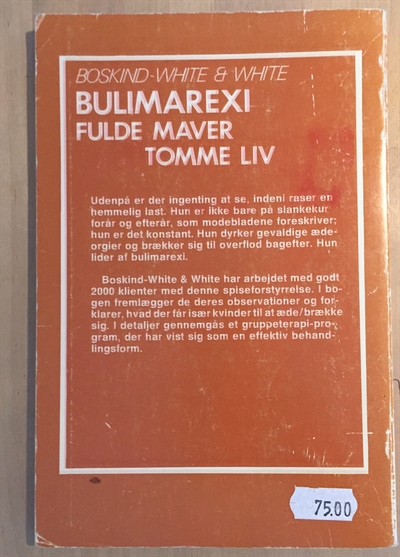 BOSKIND-WHITE & WHITE
BULIMAREXI
FULDE MAVER
TOMME LIV
Udenpå er der ingenting at se, indeni raser en
hemmelig last. Hun er ikke bare på slankekur
forår og efterår, som modebladene foreskriver;
hun er det konstant. Hun dyrker gevaldige æde-
orgier og brækker sig til overflod bagefter. Hun
lider af bulimarexi.
Boskind-White & White har arbejdet med godt
2000 klienter med denne spiseforstyrrelse. I bo-
gen fremlægger de deres observationer og for-
klarer, hvad der får især kvinder til at æde/brække
sig. I detaljer gennemgås et gruppeterapi-pro-
gram, der har vist sig som en effektiv behand-
lingsform.
75.00